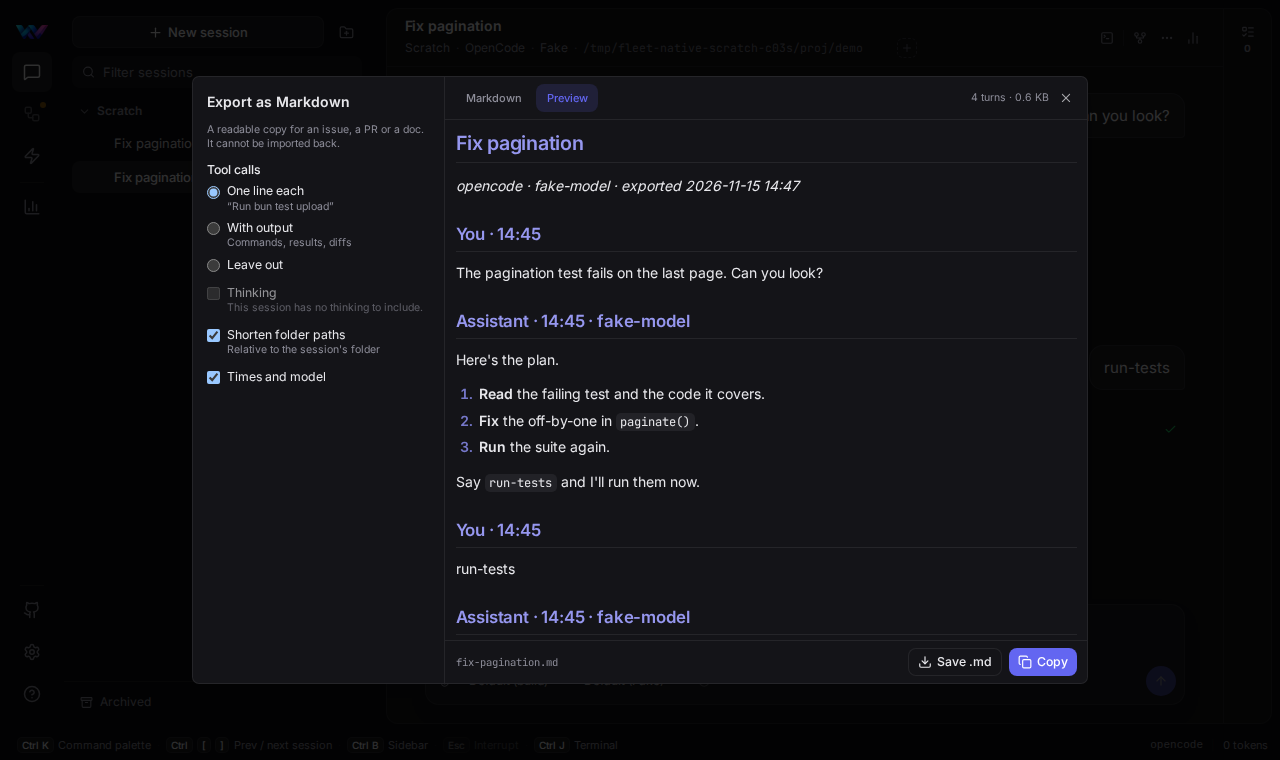 New session
Filter sessions
Scratch
Fix pagination
Fix pagination
Archived
Fix pagination
Scratch OpenCode Fake /tmp/fleet-native-scratch-c03s/proj/demo
0
n you look?
run-tests
Export as Markdown
A readable copy for an issue, a PR or a doc.
It cannot be imported back.
Tool calls
One line each
“Run bun test upload”
With output
Commands, results, diffs
Leave out
Thinking
This session has no thinking to include.
Shorten folder paths
Relative to the session's folder
Times and model
Markdown
Preview
4 turns · 0.6 KB
Fix pagination
opencode · fake-model · exported 2026-11-15 14:47
You · 14:45
The pagination test fails on the last page. Can you look?
Assistant · 14:45 · fake-model
Here's the plan.
1. Read the failing test and the code it covers.
2. Fix the off-by-one in paginate().
3. Run the suite again.
Say run-tests and I'll run them now.
You · 14:45
run-tests
Assistant · 14:45 · fake-model
fix-pagination.md
Save .md
Copy
Ctrl K Command palette Ctrl [ ] Prev / next session Ctrl B Sidebar Esc Interrupt Ctrl J Terminal
opencode 0 tokens